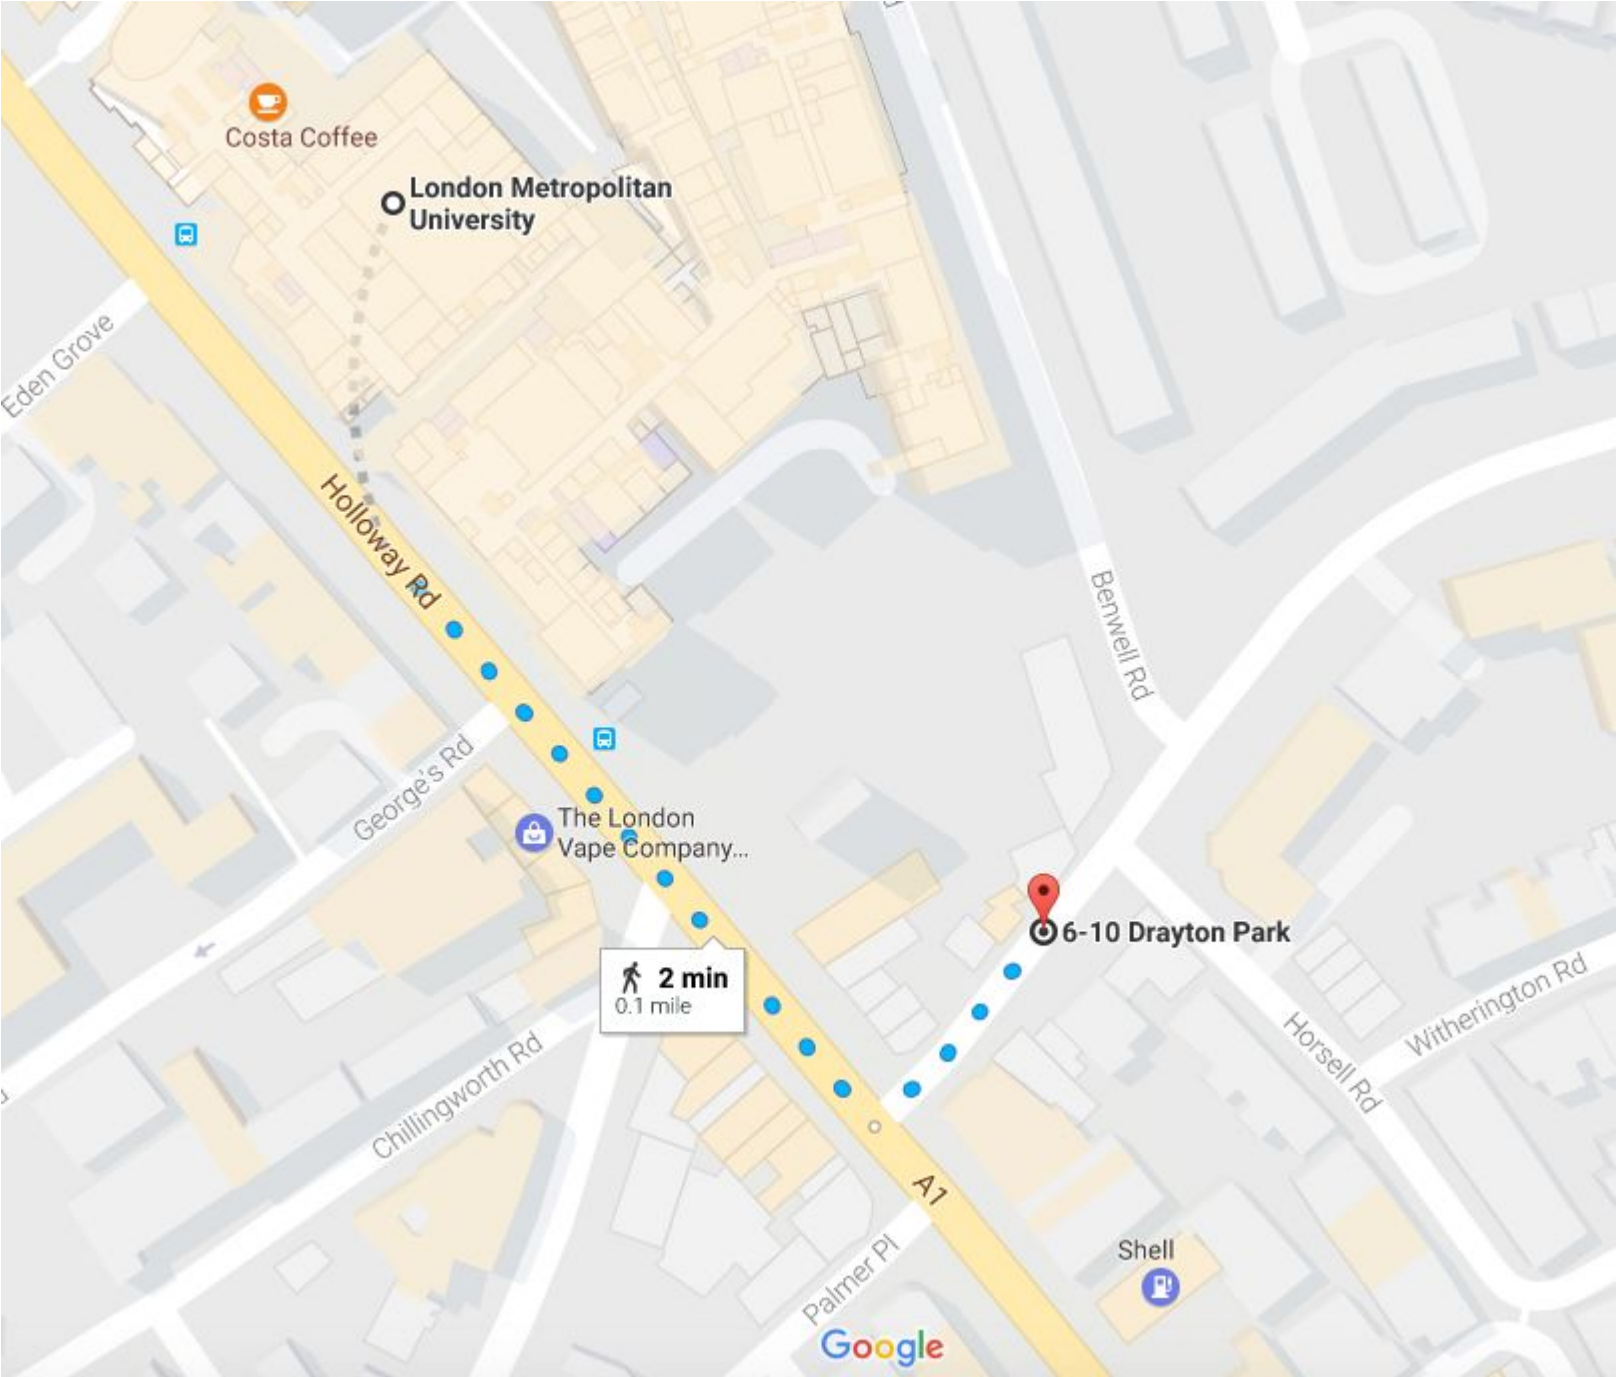 Costa Coffee
London Metropolitan
University
Eden Grove
Holloway Rd
Benwell Rd
George's Rd
The London
Vape Company...
6-10 Drayton Park
2 min
0.1 mile
Witherington Rd
Horsell Rd
Chillingworth Rd
A1
Shell
Palmer Pl
Google